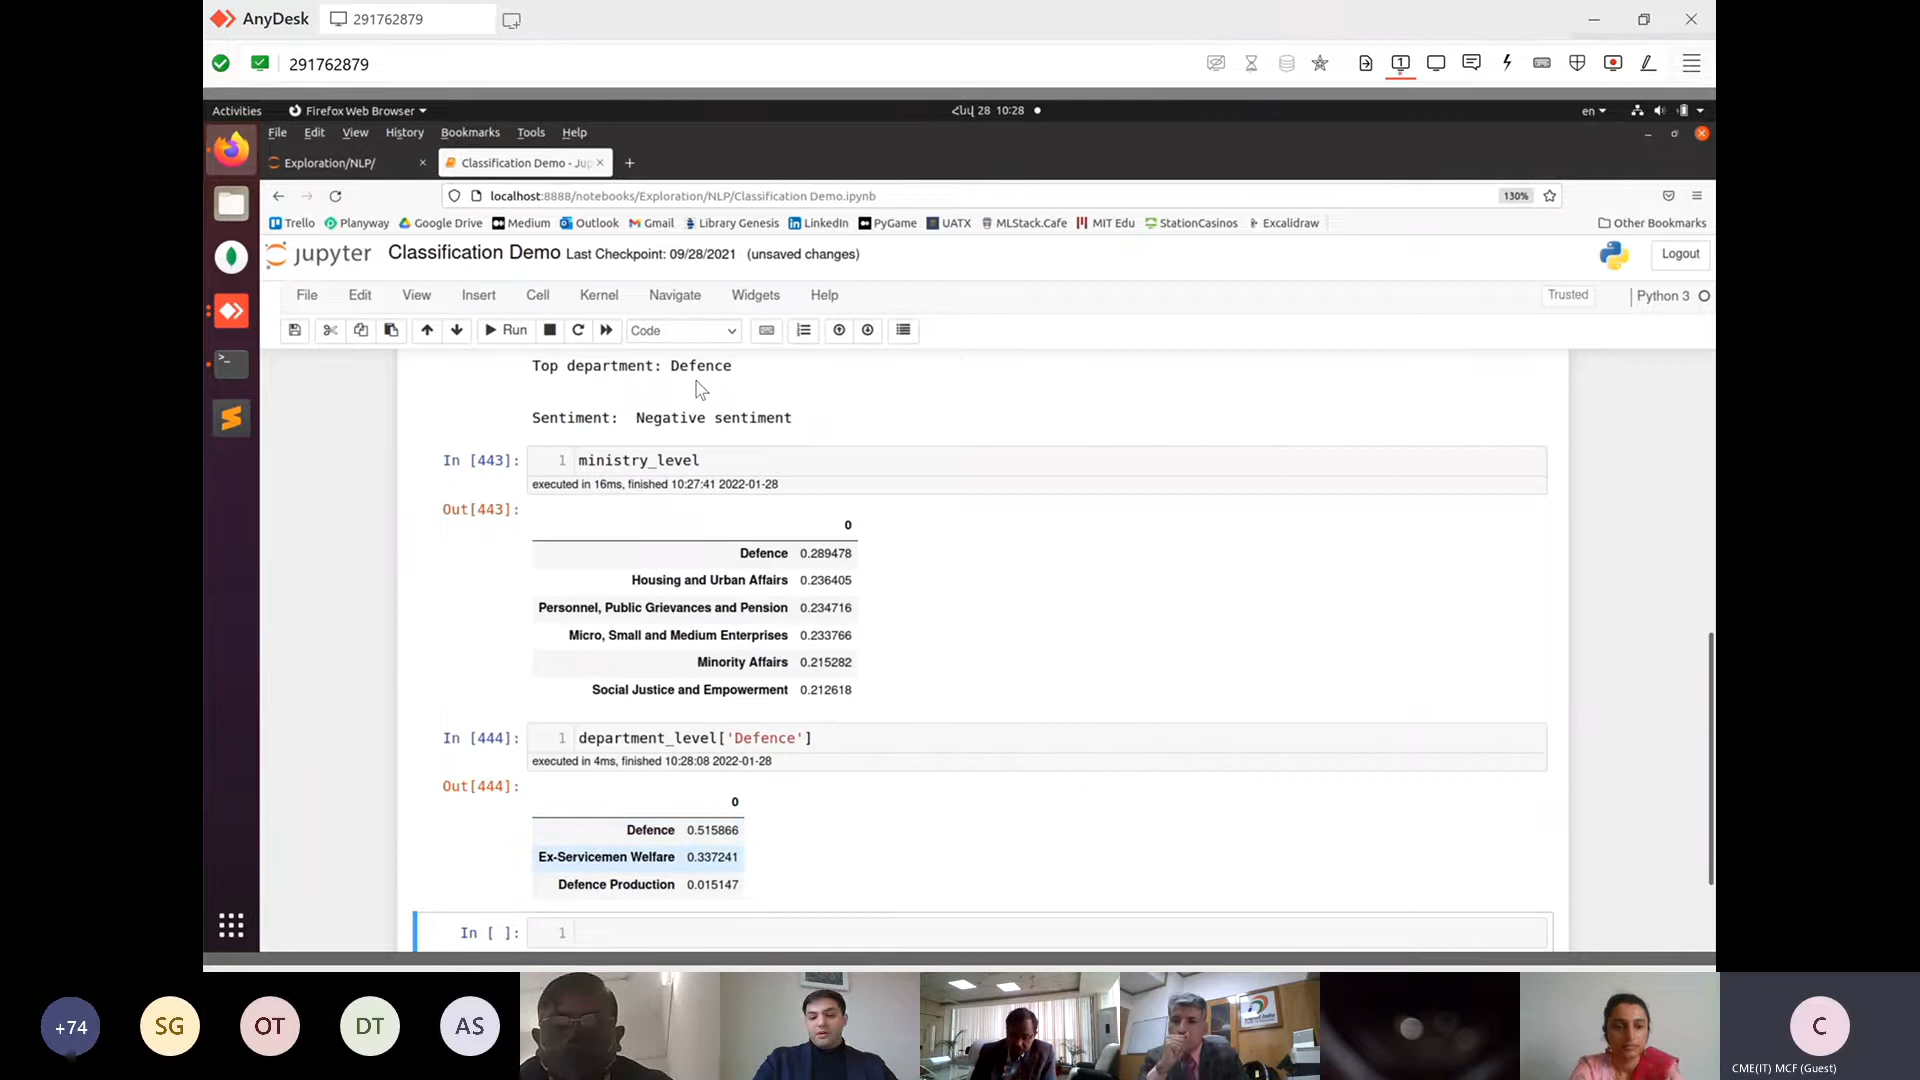 AnyDesk 291762879
291762879
Activities Firefox Web Browser Հնվ 28 10:28 en
File Edit View History Bookmarks Tools Help
Exploration/NLP/ Classification Demo - Jup
localhost:8888/notebooks/Exploration/NLP/Classification Demo.ipynb 130%
Trello Planyway Google Drive Medium Outlook Gmail Library Genesis LinkedIn PyGame UATX MLStack.Cafe MIT Edu StationCasinos Excalidraw Other Bookmarks
jupyter Classification Demo Last Checkpoint: 09/28/2021 (unsaved changes) Logout
File Edit View Insert Cell Kernel Navigate Widgets Help Trusted Python 3
Run Code
Top department: Defence
Sentiment: Negative sentiment
In [443]: 1 ministry_level
executed in 16ms, finished 10:27:41 2022-01-28
Out[443]:
0
Defence 0.289478
Housing and Urban Affairs 0.236405
Personnel, Public Grievances and Pension 0.234716
Micro, Small and Medium Enterprises 0.233766
Minority Affairs 0.215282
Social Justice and Empowerment 0.212618
In [444]: 1 department_level['Defence']
executed in 4ms, finished 10:28:08 2022-01-28
Out[444]:
0
Defence 0.515866
Ex-Servicemen Welfare 0.337241
Defence Production 0.015147
In [ ]: 1
+74 SG OT DT AS C
CME(IT) MCF (Guest)